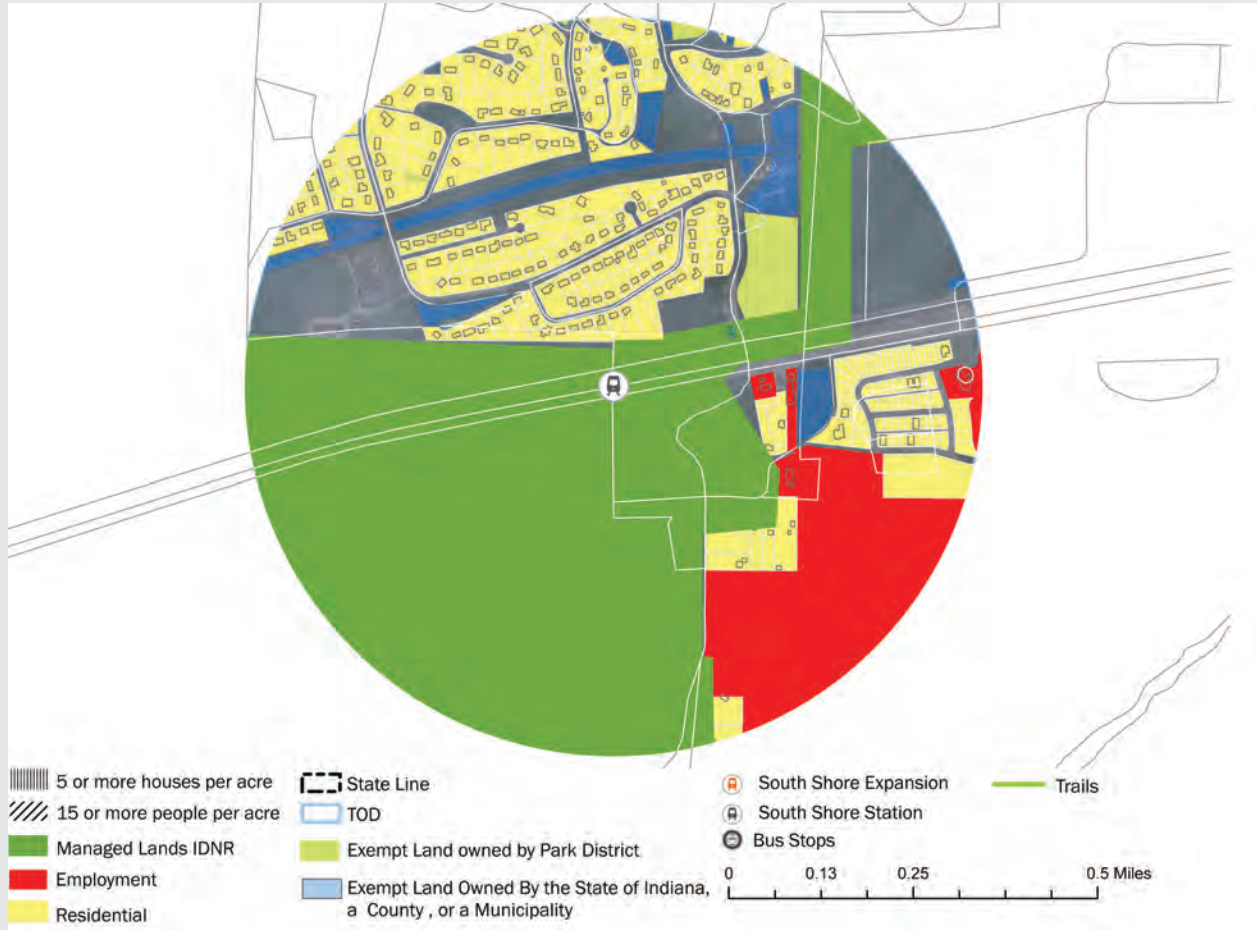 5 or more houses per acre
15 or more people per acre
Managed Lands IDNR
Employment
Residential
State Line
TOD
Exempt Land owned by Park District
Exempt Land Owned By the State of Indiana,
a County , or a Municipality
South Shore Expansion
South Shore Station
Bus Stops
Trails
0 0.13 0.25 0.5 Miles